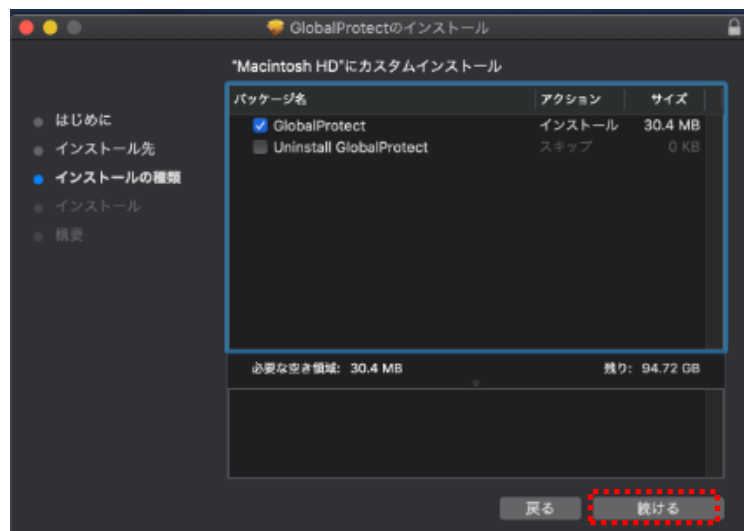 GlobalProtectのインストール
"Macintosh HD"にカスタムインストール
はじめに
インストール先
インストールの種類
インストール
概要
パッケージ名 アクション サイズ
GlobalProtect インストール 30.4 MB
Uninstall GlobalProtect スキップ 0 KB
必要な空き領域: 30.4 MB 残り: 94.72 GB
戻る 続ける